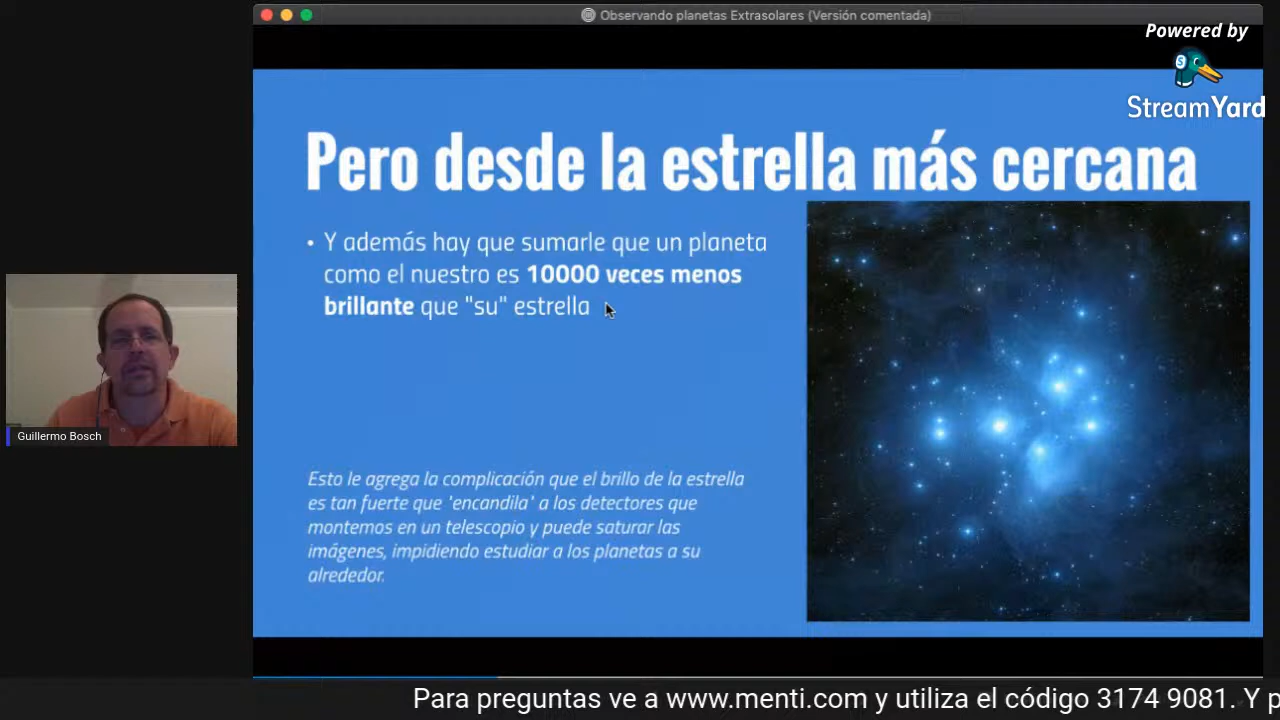 Observando planetas Extrasolares (Versión comentada)
Powered by
StreamYard
Pero desde la estrella más cercana
• Y además hay que sumarle que un planeta
como el nuestro es 10000 veces menos
brillante que "su" estrella
Esto le agrega la complicación que el brillo de la estrella
es tan fuerte que 'encandila' a los detectores que
montemos en un telescopio y puede saturar las
imágenes, impidiendo estudiar a los planetas a su
alrededor.
Guillermo Bosch
Para preguntas ve a www.menti.com y utiliza el código 3174 9081. Y p